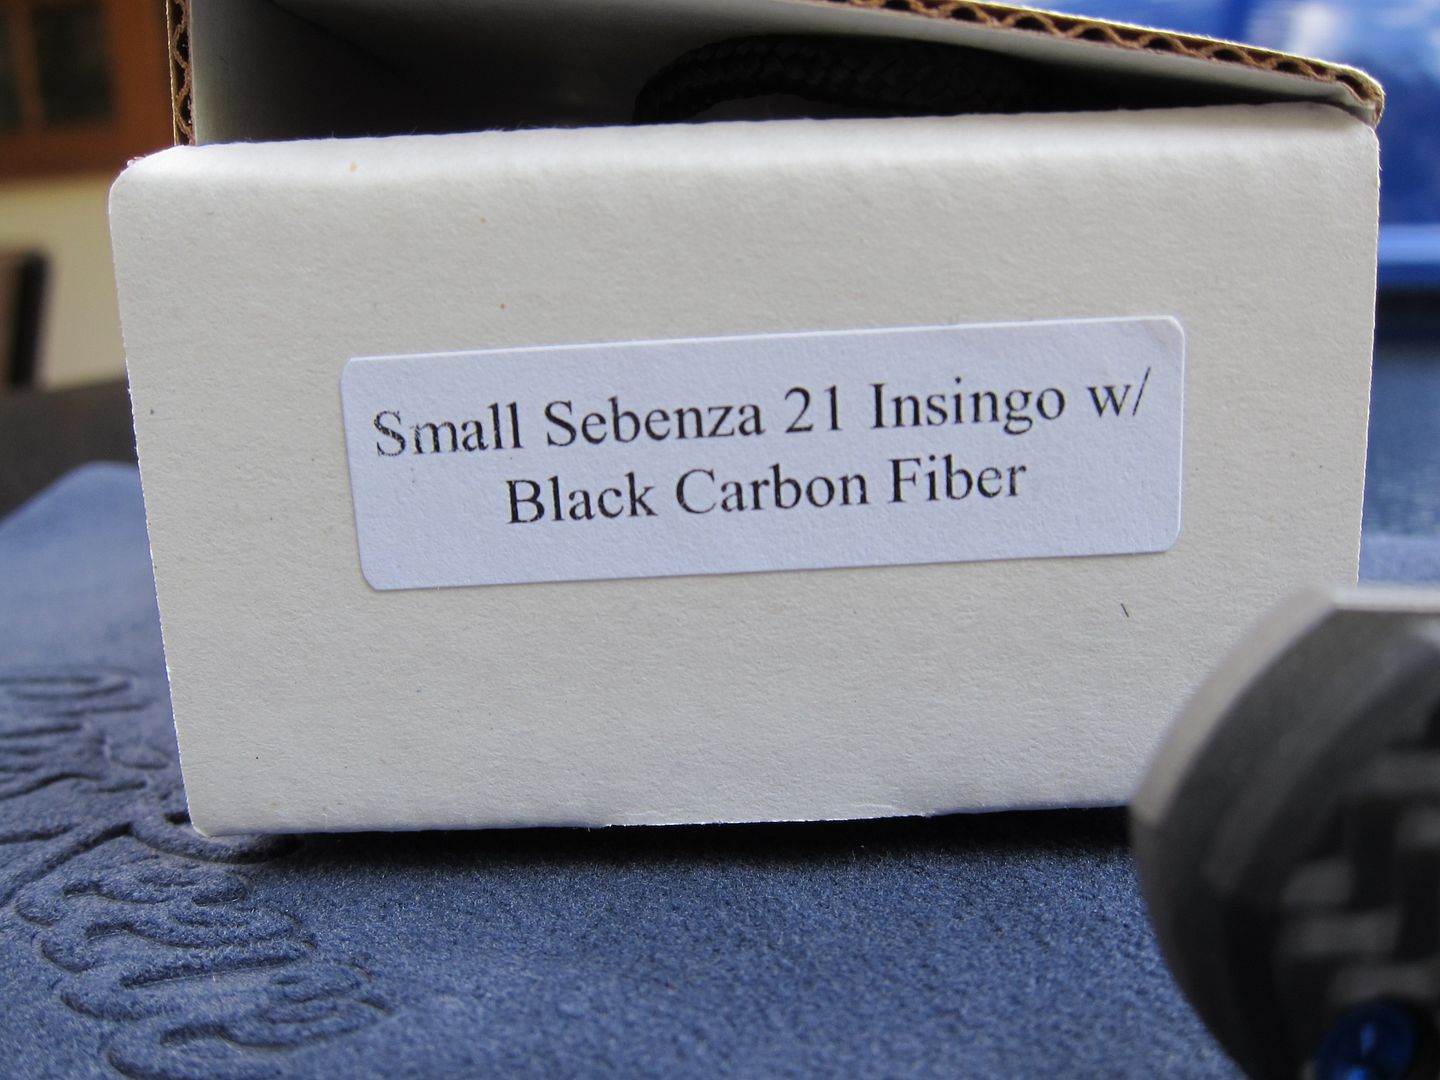 Small Sebenza 21 Insingo w/
Black Carbon Fiber